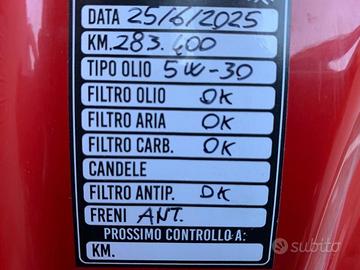 DATA 25/6/2025
KM. 283.400
TIPO OLIO 5W-30
FILTRO OLIO OK
FILTRO ARIA OK
FILTRO CARB. OK
CANDELE
FILTRO ANTIP. OK
FRENI ANT.
PROSSIMO CONTROLLO A:
KM.
subito